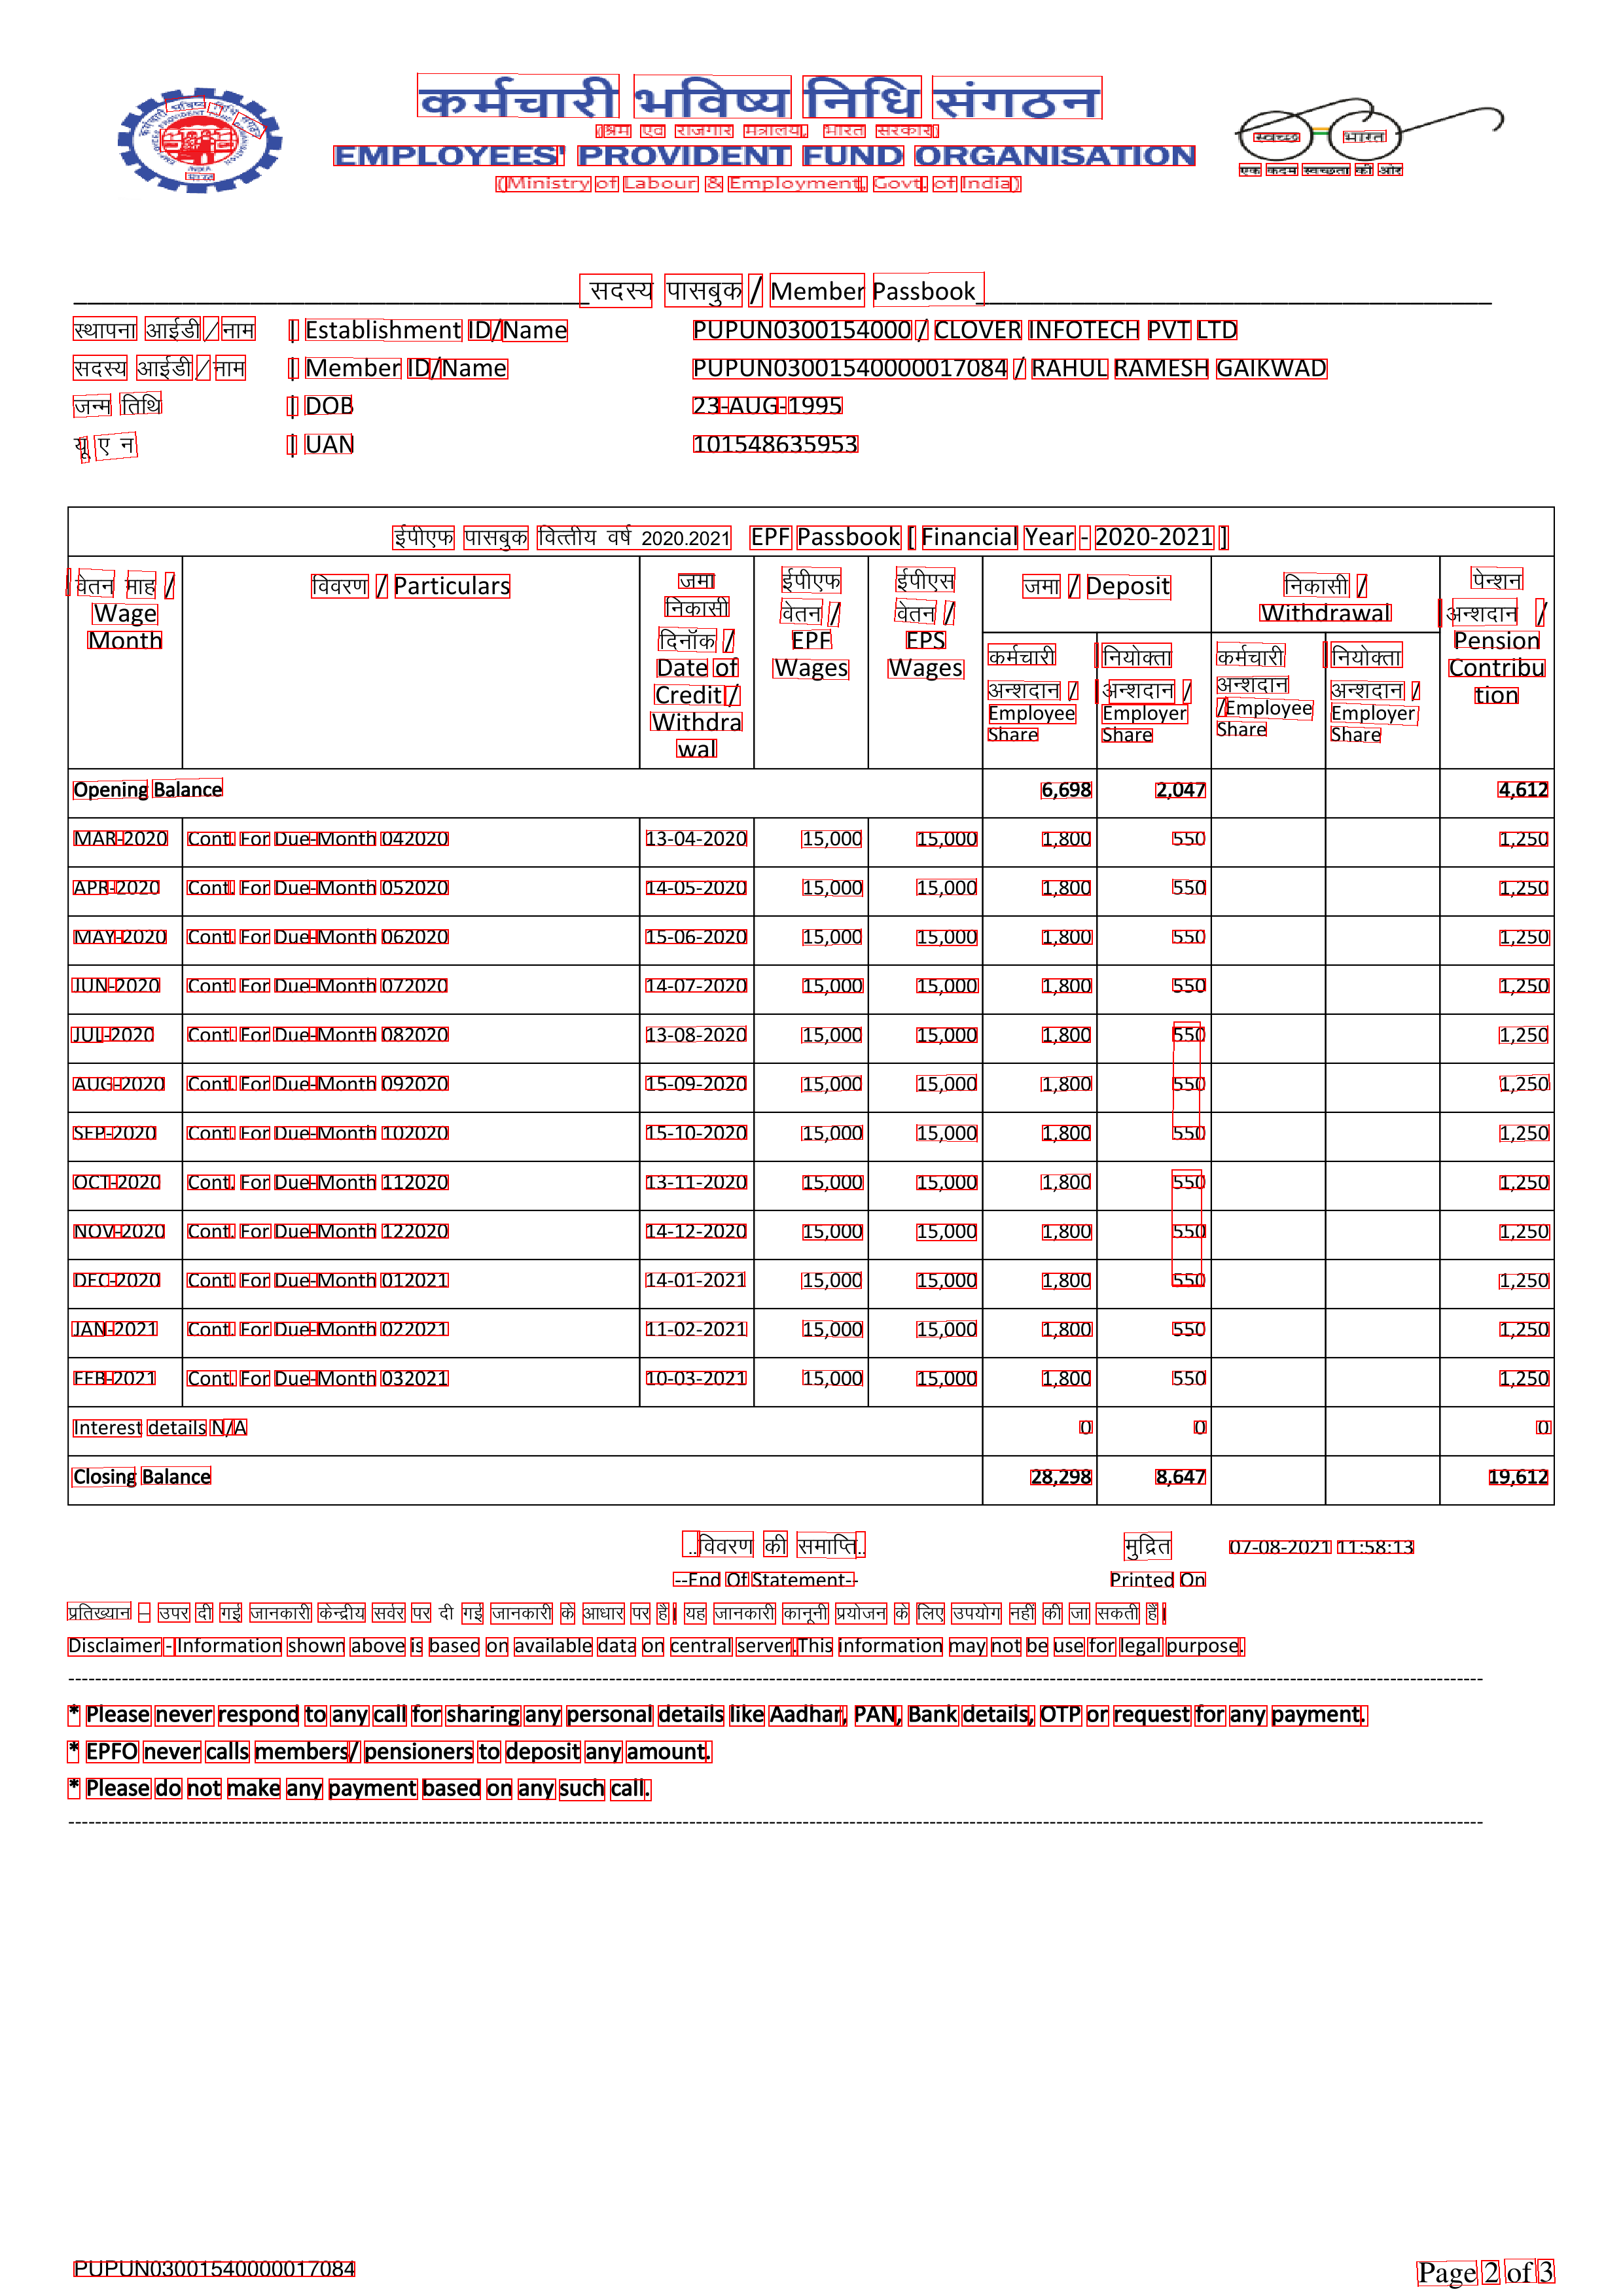 कर्मचारी भविष्य निधि संगठन
(श्रम एवं रोजगार मंत्रालय, भारत सरकार)
EMPLOYEES' PROVIDENT FUND ORGANISATION
(Ministry of Labour & Employment, Govt. of India)
स्वच्छ भारत
एक कदम स्वच्छता की ओर
सदस्य पासबुक / Member Passbook
स्थापना आईडी/नाम | Establishment ID/Name PUPUN0300154000 / CLOVER INFOTECH PVT LTD
सदस्य आईडी/नाम | Member ID/Name PUPUN03001540000017084 / RAHUL RAMESH GAIKWAD
जन्म तिथि | DOB 23-AUG-1995
यू ए न | UAN 101548635953
ईपीएफ पासबुक वित्तीय वर्ष 2020.2021 EPF Passbook [ Financial Year - 2020-2021 ]
वेतन माह / Wage Month
विवरण / Particulars
जमा निकासी दिनॉक / Date of Credit / Withdrawal
ईपीएफ वेतन / EPF Wages
ईपीएस वेतन / EPS Wages
जमा / Deposit
निकासी / Withdrawal
पेन्शन अन्शदान / Pension Contribution
कर्मचारी अन्शदान / Employee Share
नियोक्ता अन्शदान / Employer Share
कर्मचारी अन्शदान /Employee Share
नियोक्ता अन्शदान / Employer Share
Opening Balance 6,698 2,047 4,612
MAR-2020 Cont. For Due-Month 042020 13-04-2020 15,000 15,000 1,800 550 1,250
APR-2020 Cont. For Due-Month 052020 14-05-2020 15,000 15,000 1,800 550 1,250
MAY-2020 Cont. For Due-Month 062020 15-06-2020 15,000 15,000 1,800 550 1,250
JUN-2020 Cont. For Due-Month 072020 14-07-2020 15,000 15,000 1,800 550 1,250
JUL-2020 Cont. For Due-Month 082020 13-08-2020 15,000 15,000 1,800 550 1,250
AUG-2020 Cont. For Due-Month 092020 15-09-2020 15,000 15,000 1,800 550 1,250
SEP-2020 Cont. For Due-Month 102020 15-10-2020 15,000 15,000 1,800 550 1,250
OCT-2020 Cont. For Due-Month 112020 13-11-2020 15,000 15,000 1,800 550 1,250
NOV-2020 Cont. For Due-Month 122020 14-12-2020 15,000 15,000 1,800 550 1,250
DEC-2020 Cont. For Due-Month 012021 14-01-2021 15,000 15,000 1,800 550 1,250
JAN-2021 Cont. For Due-Month 022021 11-02-2021 15,000 15,000 1,800 550 1,250
FEB-2021 Cont. For Due-Month 032021 10-03-2021 15,000 15,000 1,800 550 1,250
Interest details N/A 0 0 0
Closing Balance 28,298 8,647 19,612
..विवरण की समाप्ति.. मुद्रित 07-08-2021 11:58:13
--End Of Statement-- Printed On
प्रतिख्यान – उपर दी गई जानकारी केन्द्रीय सर्वर पर दी गई जानकारी के आधार पर है। यह जानकारी कानूनी प्रयोजन के लिए उपयोग नहीं की जा सकती हैं।
Disclaimer - Information shown above is based on available data on central server.This information may not be use for legal purpose.
* Please never respond to any call for sharing any personal details like Aadhar, PAN, Bank details, OTP or request for any payment.
* EPFO never calls members/ pensioners to deposit any amount.
* Please do not make any payment based on any such call.
PUPUN03001540000017084 Page 2 of 3